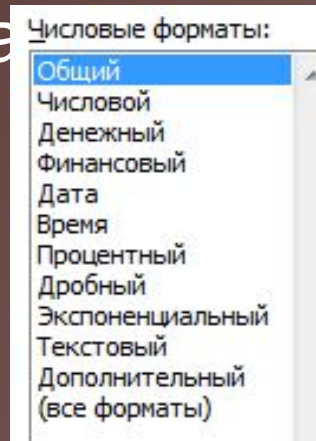 Числовые форматы:
Общий
Числовой
Денежный
Финансовый
Дата
Время
Процентный
Дробный
Экспоненциальный
Текстовый
Дополнительный
(все форматы)